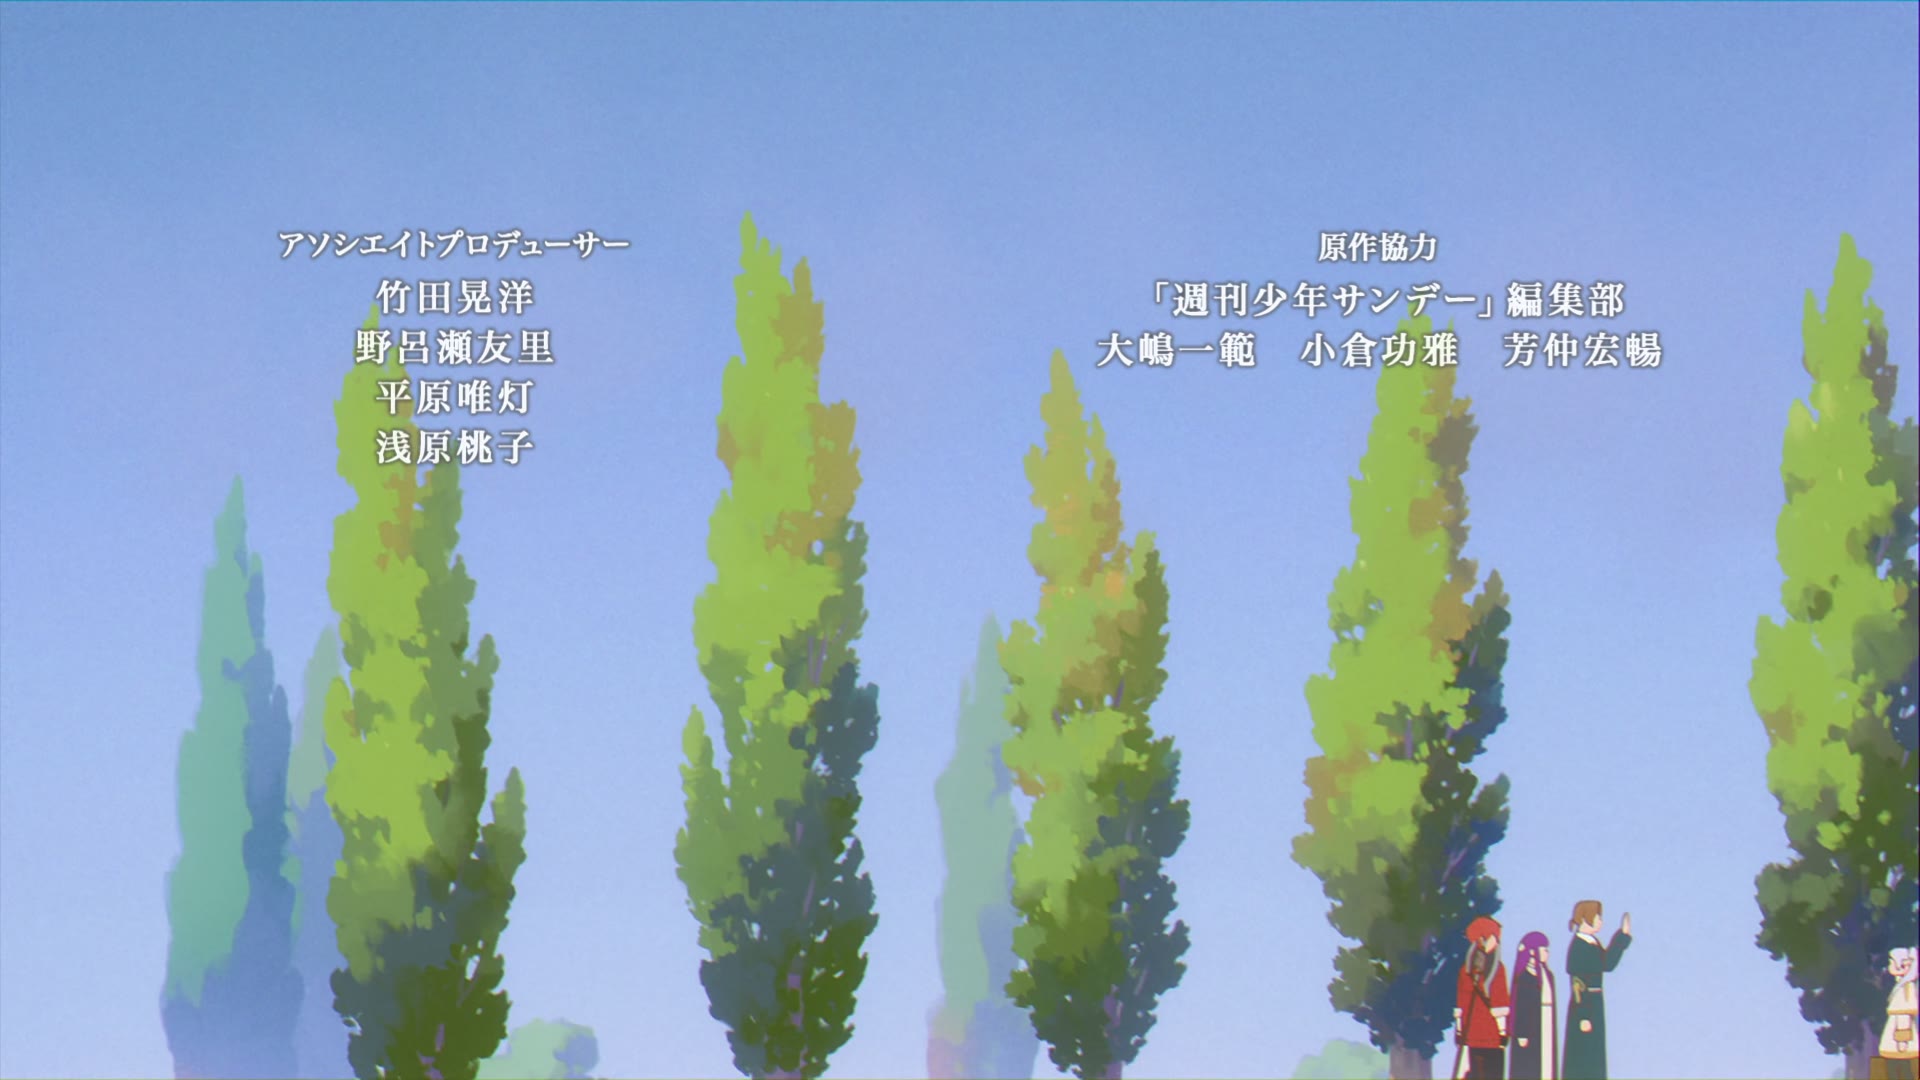 アソシエイトプロデューサー
竹田晃洋
野呂瀬友里
平原唯灯
浅原桃子
原作協力
「週刊少年サンデー」編集部
大嶋一範　小倉功雅　芳仲宏暢